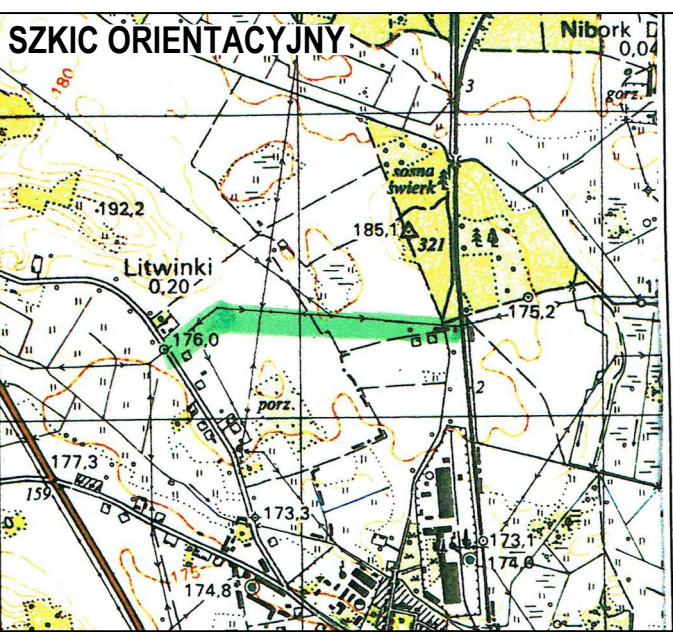 SZKIC ORIENTACYJNY
Nibork D
0,04
180
3
gorz.
sosna
świerk
192,2
185,1
321
Litwinki
0.20
175,2
176,0
2
porz.
177,3
159
173,3
173,1
174,0
175
174,8